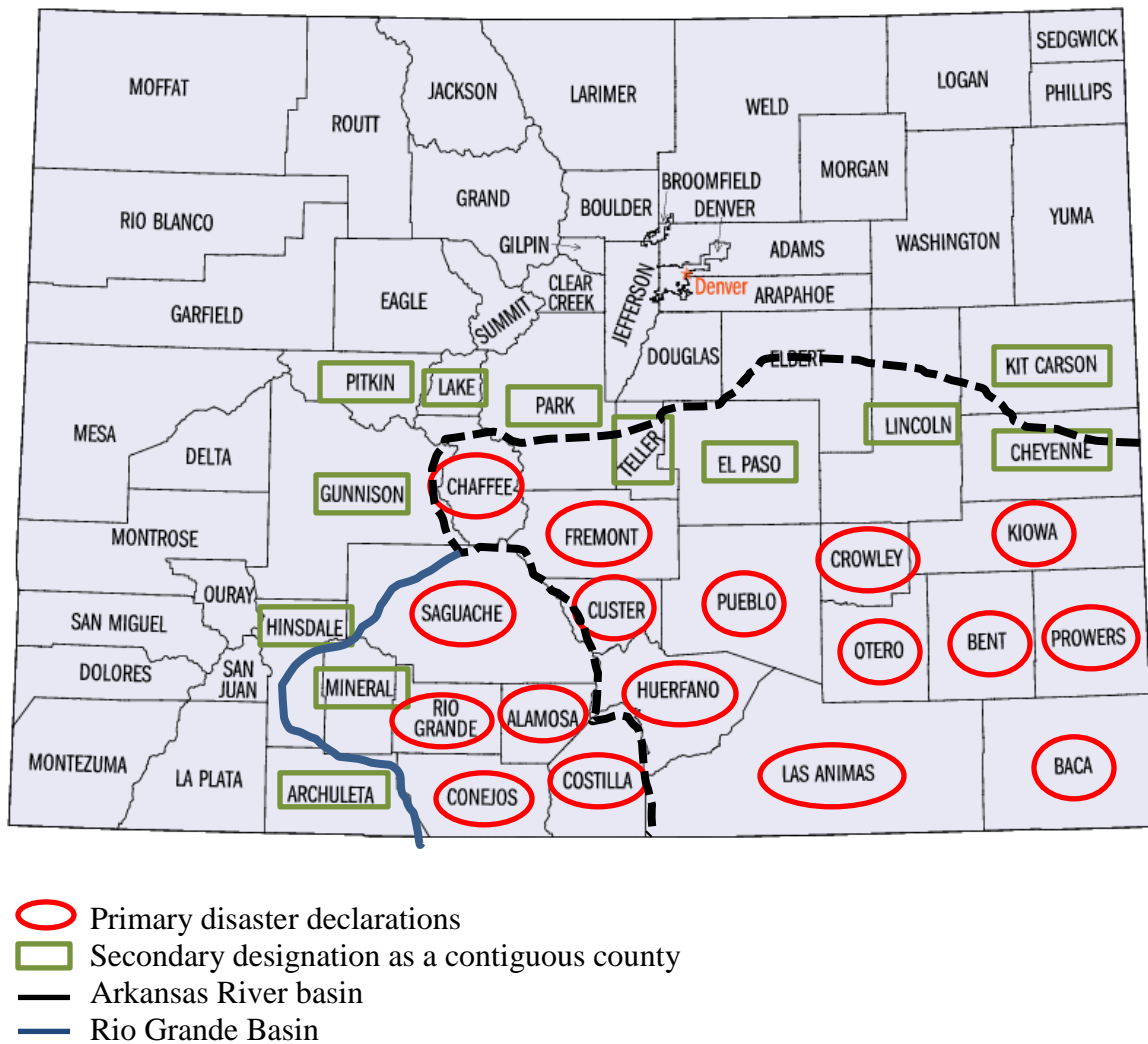 SEDGWICK
MOFFAT
JACKSON
LARIMER
LOGAN
PHILLIPS
WELD
ROUTT
MORGAN
BROOMFIELD
DENVER
GRAND
BOULDER
YUMA
RIO BLANCO
GILPIN
ADAMS
WASHINGTON
CLEAR
CREEK
Denver
ARAPAHOE
EAGLE
SUMMIT
JEFFERSON
GARFIELD
DOUGLAS
ELBERT
KIT CARSON
PITKIN
LAKE
PARK
MESA
LINCOLN
DELTA
TELLER
EL PASO
CHEYENNE
GUNNISON
CHAFFEE
MONTROSE
FREMONT
KIOWA
CROWLEY
OURAY
SAN MIGUEL
HINSDALE
SAGUACHE
CUSTER
PUEBLO
OTERO
BENT
PROWERS
DOLORES
SAN
JUAN
MINERAL
HUERFANO
RIO
GRANDE
ALAMOSA
MONTEZUMA
LA PLATA
ARCHULETA
CONEJOS
COSTILLA
LAS ANIMAS
BACA
Primary disaster declarations
Secondary designation as a contiguous county
Arkansas River basin
Rio Grande Basin